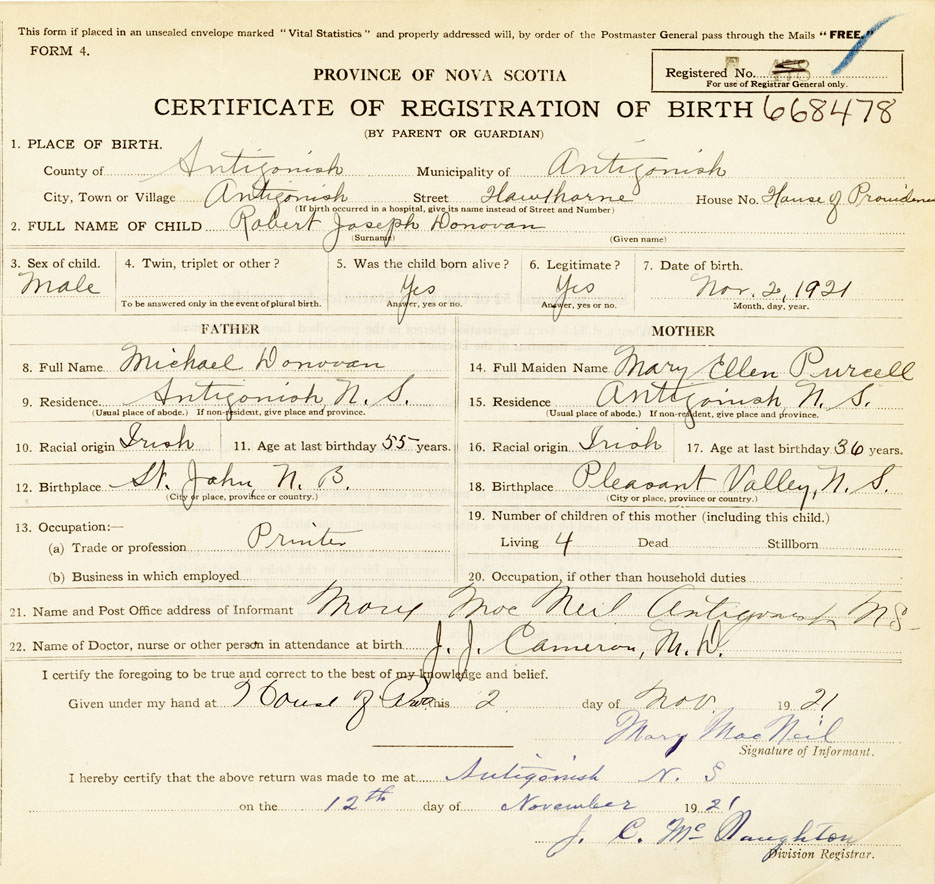 This form if placed in an unsealed envelope marked "Vital Statistics" and properly addressed will, by order of the Postmaster General pass through the Mails "FREE."
FORM 4.
Registered No.
For use of Registrar General only.
PROVINCE OF NOVA SCOTIA
CERTIFICATE OF REGISTRATION OF BIRTH 668478
(BY PARENT OR GUARDIAN)
1. PLACE OF BIRTH.
County of Antigonish Municipality of Antigonish
City, Town or Village Antigonish Street Hawthorne House No. House of Providence
(If birth occurred in a hospital, give its name instead of Street and Number)
2. FULL NAME OF CHILD Robert Joseph Donovan
(Surname) (Given name)
3. Sex of child. 4. Twin, triplet or other? 5. Was the child born alive? 6. Legitimate? 7. Date of birth.
Male Yes Yes Nov. 2, 1921
To be answered only in the event of plural birth. Answer, yes or no. Answer, yes or no. Month, day, year.
FATHER
8. Full Name Michael Donovan
9. Residence Antigonish, N. S.
(Usual place of abode.) If non-resident, give place and province.
10. Racial origin Irish 11. Age at last birthday 55 years.
12. Birthplace St. John, N. B.
(City or place, province or country.)
13. Occupation:—
(a) Trade or profession Printer
(b) Business in which employed
MOTHER
14. Full Maiden Name Mary Ellen Purcell
15. Residence Antigonish, N. S.
(Usual place of abode.) If non-resident, give place and province.
16. Racial origin Irish 17. Age at last birthday 36 years.
18. Birthplace Pleasant Valley, N. S.
(City or place, province or country.)
19. Number of children of this mother (including this child.)
Living 4 Dead Stillborn
20. Occupation, if other than household duties
21. Name and Post Office address of Informant Mary MacNeil Antigonish NS
22. Name of Doctor, nurse or other person in attendance at birth J. J. Cameron, M. D.
I certify the foregoing to be true and correct to the best of my knowledge and belief.
Given under my hand at House of this 2 day of Nov. 1921
Mary MacNeil
Signature of Informant.
I hereby certify that the above return was made to me at Antigonish N. S
on the 12th day of November 1921
J. C. McNaughton
Division Registrar.